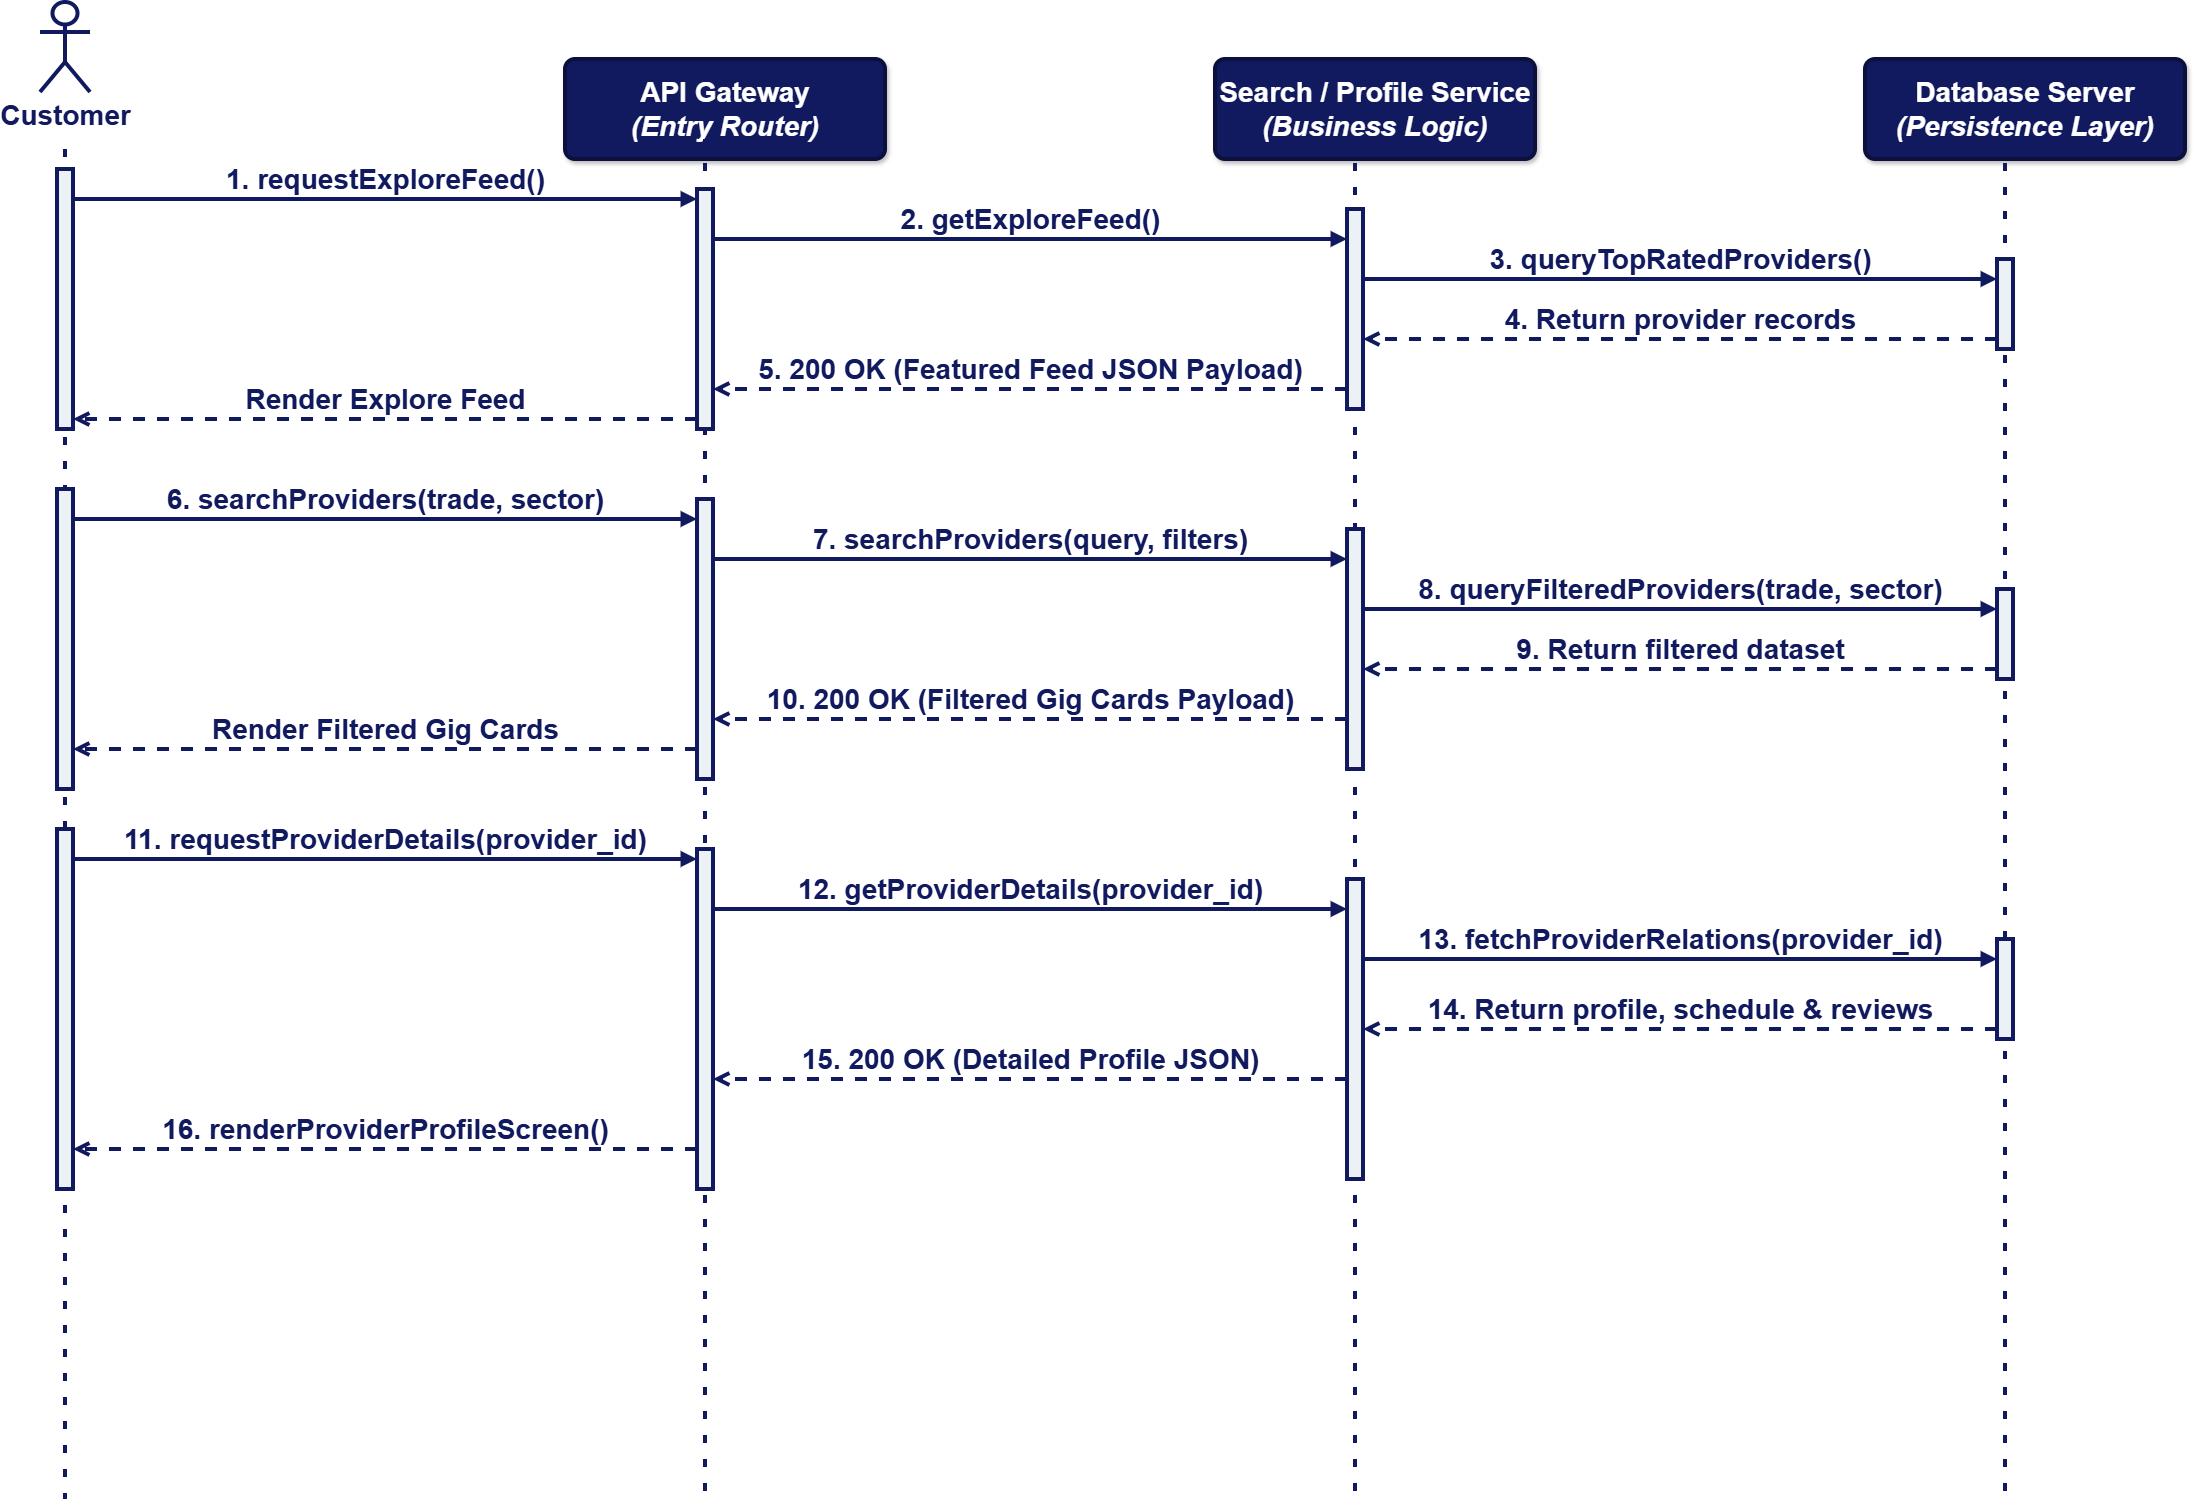 Customer
API Gateway
(Entry Router)
Search / Profile Service
(Business Logic)
Database Server
(Persistence Layer)
1. requestExploreFeed()
2. getExploreFeed()
3. queryTopRatedProviders()
4. Return provider records
5. 200 OK (Featured Feed JSON Payload)
Render Explore Feed
6. searchProviders(trade, sector)
7. searchProviders(query, filters)
8. queryFilteredProviders(trade, sector)
9. Return filtered dataset
10. 200 OK (Filtered Gig Cards Payload)
Render Filtered Gig Cards
11. requestProviderDetails(provider_id)
12. getProviderDetails(provider_id)
13. fetchProviderRelations(provider_id)
14. Return profile, schedule & reviews
15. 200 OK (Detailed Profile JSON)
16. renderProviderProfileScreen()